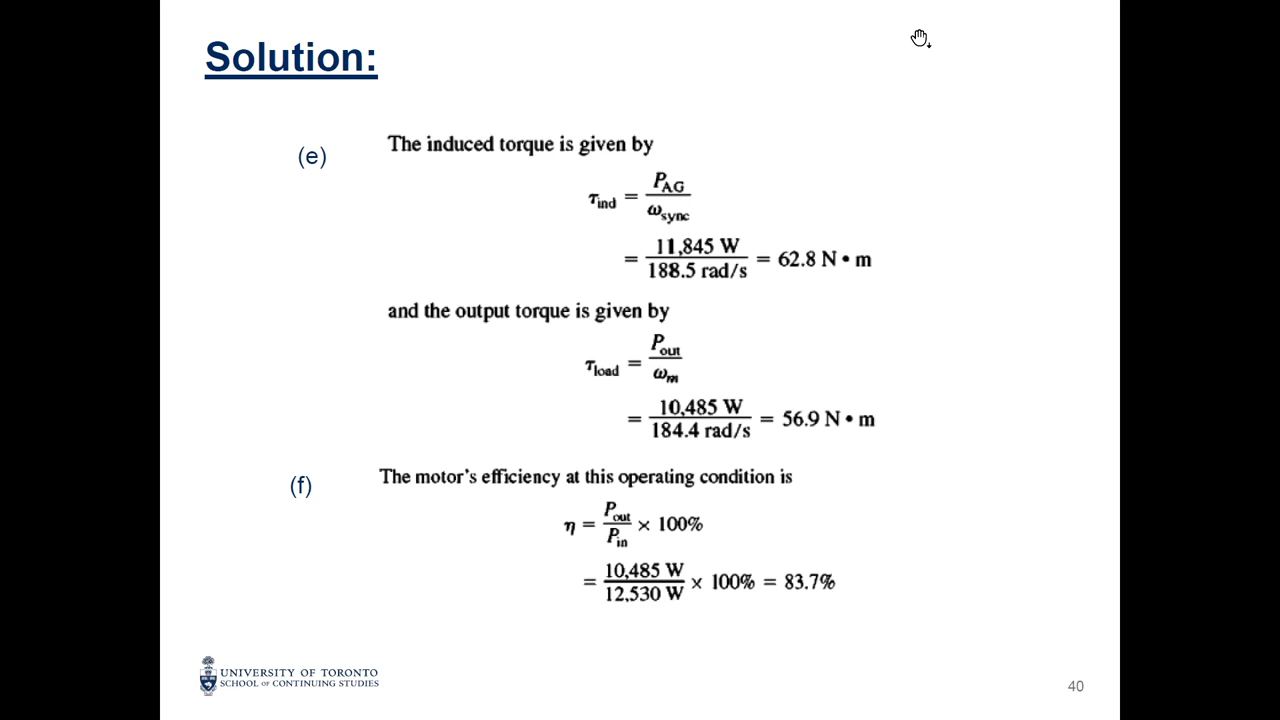 Solution:
(e)
The induced torque is given by
τind = PAG / ωsync
= 11,845 W / 188.5 rad/s = 62.8 N • m
and the output torque is given by
τload = Pout / ωm
= 10,485 W / 184.4 rad/s = 56.9 N • m
(f)
The motor's efficiency at this operating condition is
η = Pout / Pin × 100%
= 10,485 W / 12,530 W × 100% = 83.7%
UNIVERSITY OF TORONTO
SCHOOL OF CONTINUING STUDIES
40